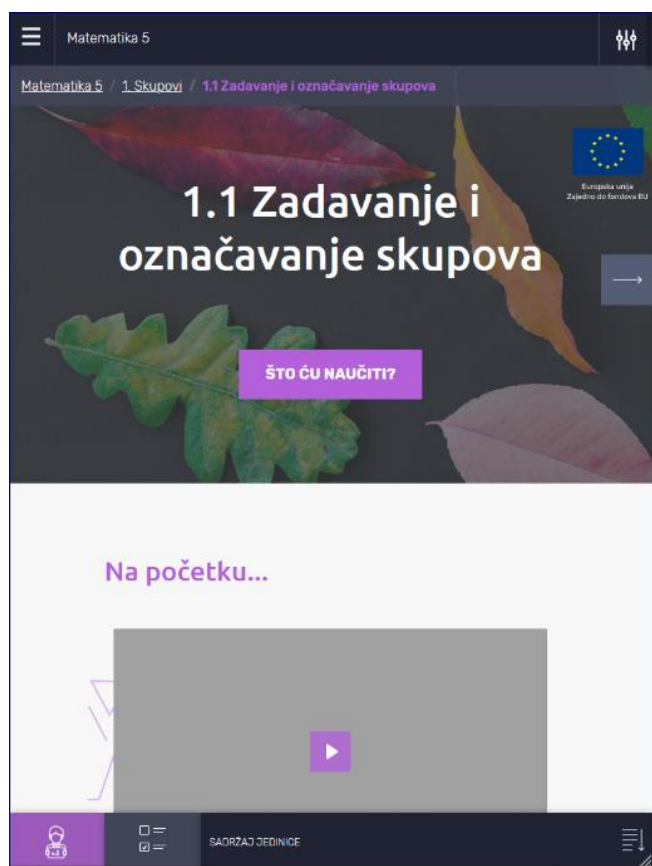 Matematika 5
Matematika 5 / 1. Skupovi / 1.1 Zadavanje i označavanje skupova
Europska unija
Zajedno do fondova EU
1.1 Zadavanje i
označavanje skupova
ŠTO ĆU NAUČITI?
Na početku...
SADRŽAJ JEDINICE